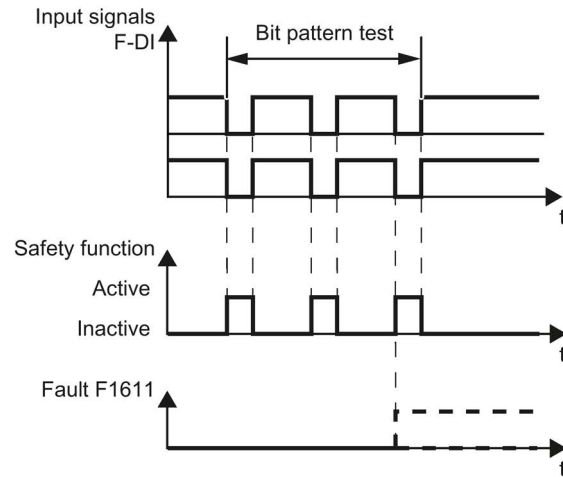 Input signals
F-DI
Bit pattern test
t
Safety function
Active
Inactive
t
Fault F1611
t